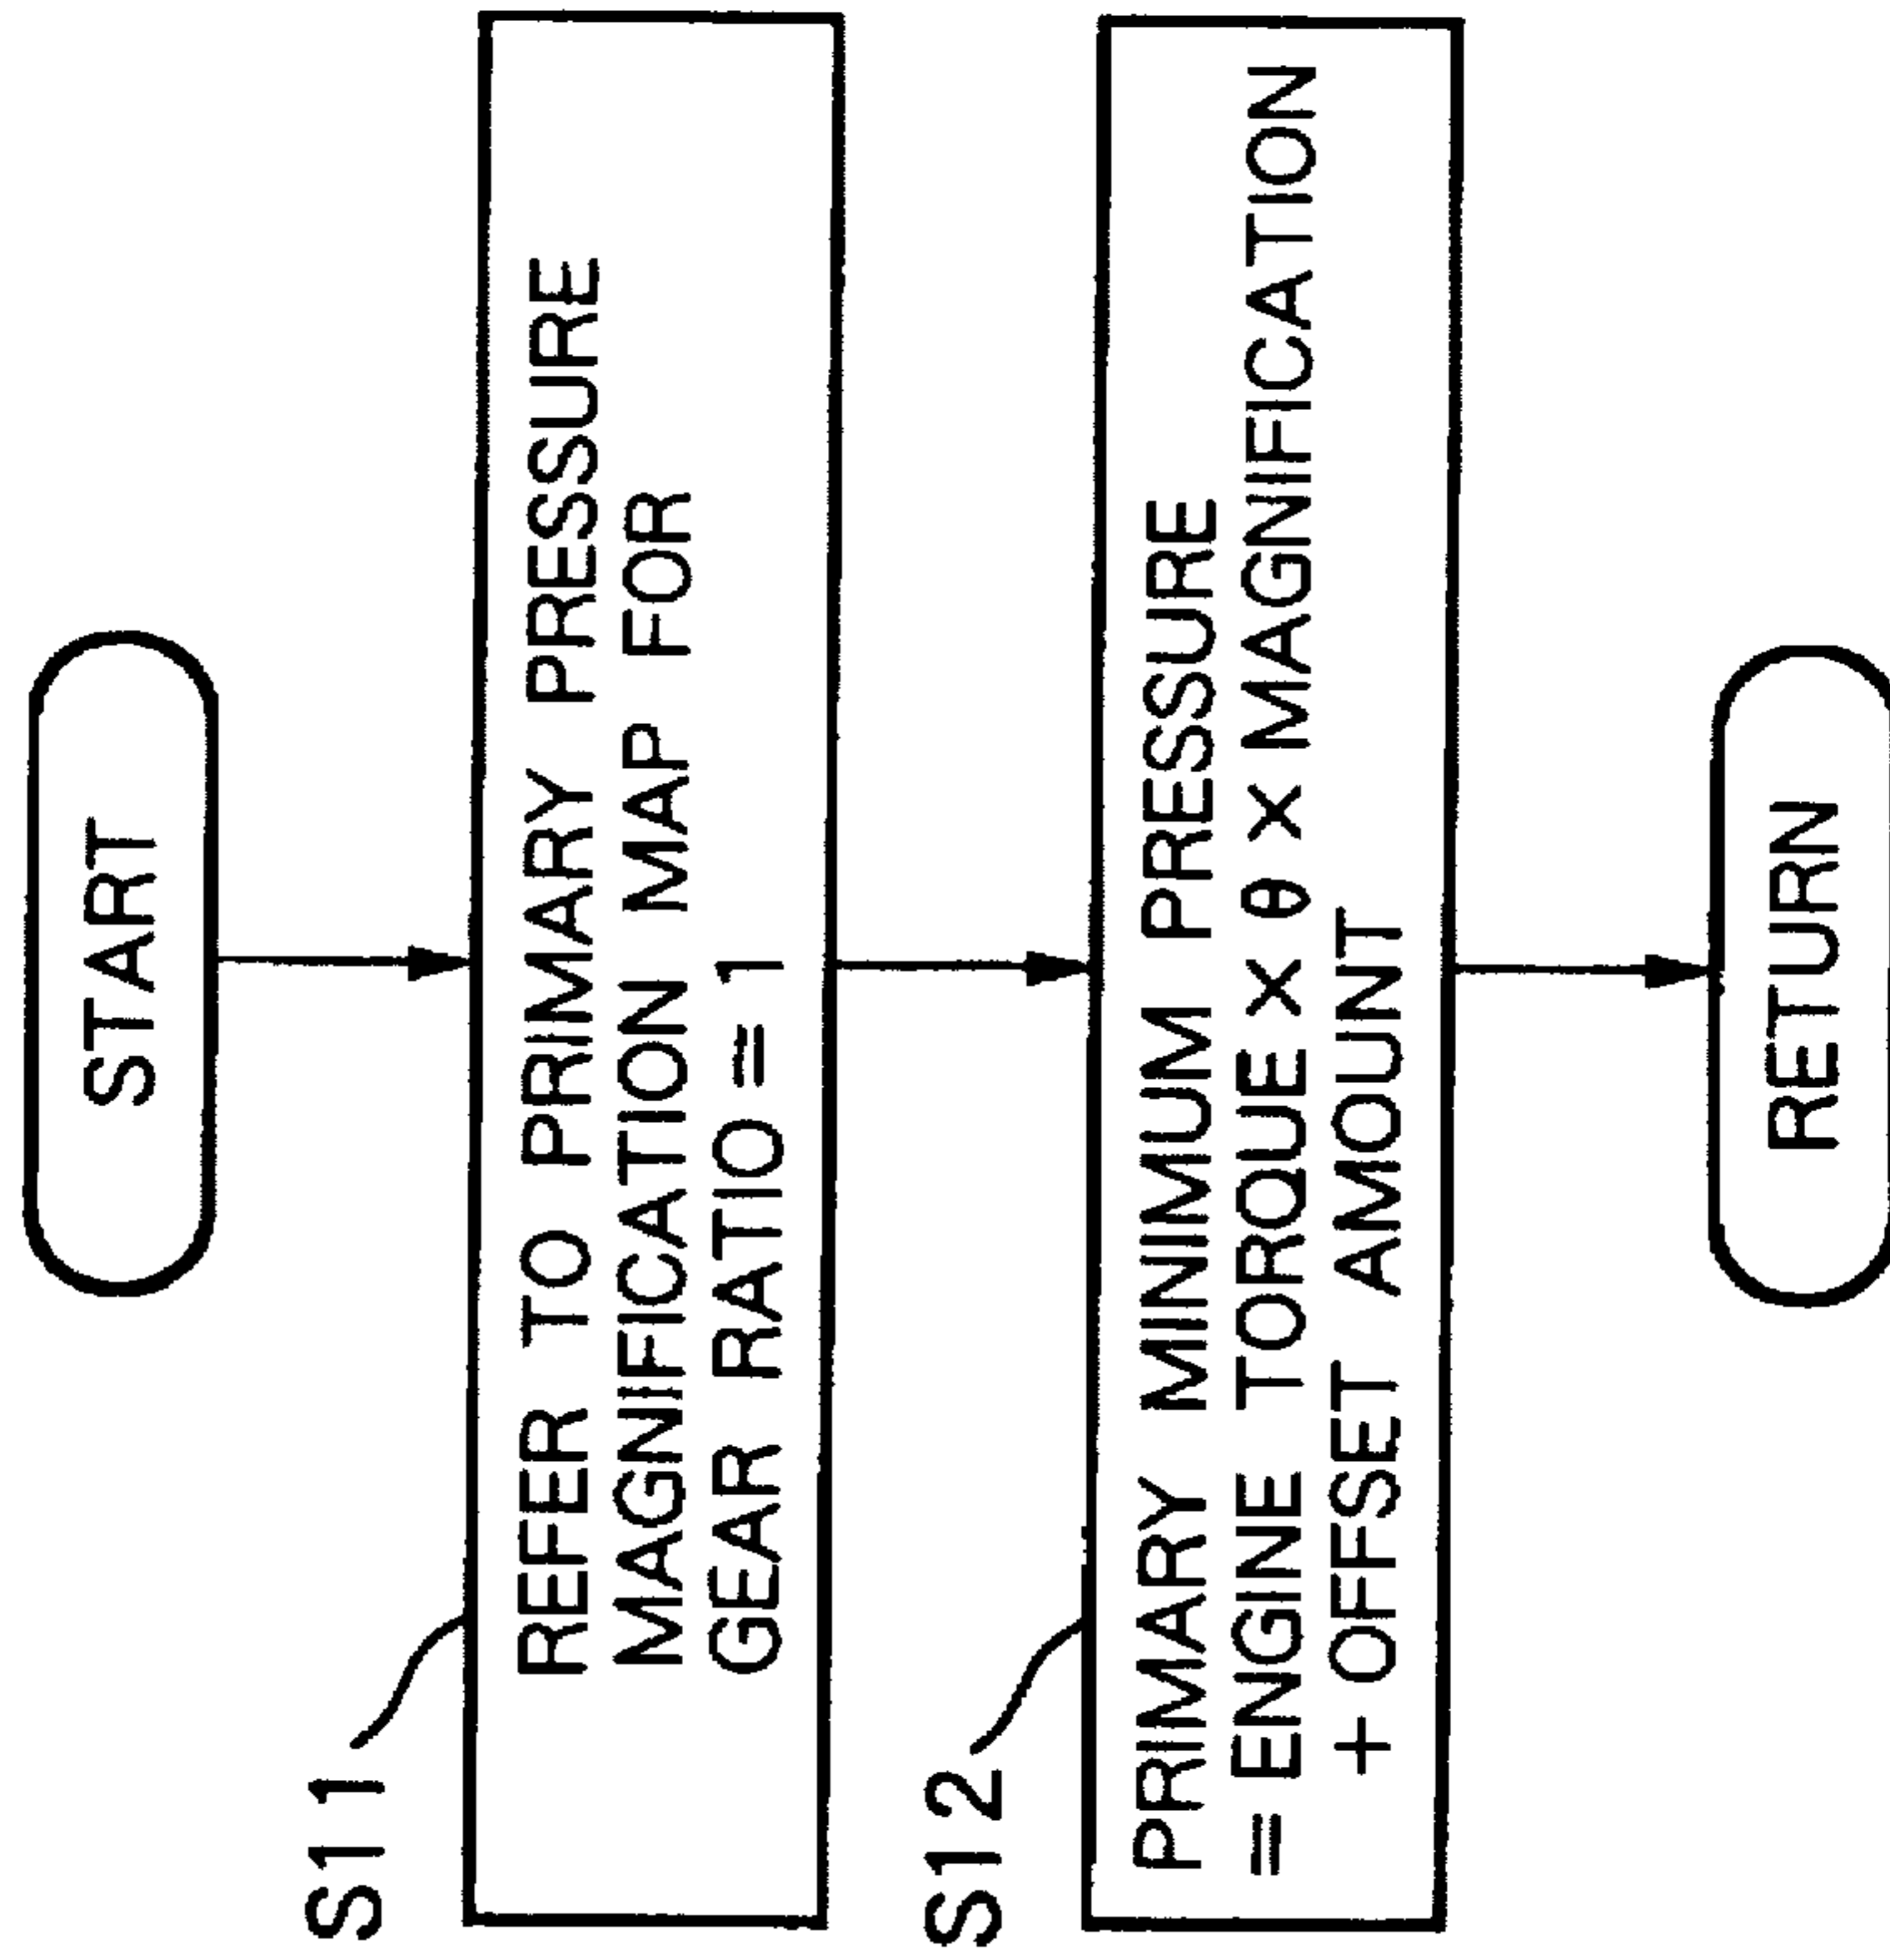 START
S11
REFER TO PRIMARY PRESSURE
MAGNIFICATION MAP FOR
GEAR RATIO = 1
S12
PRIMARY MINIMUM PRESSURE
= ENGINE TORQUE x θ x MAGNIFICATION
+ OFFSET AMOUNT
RETURN